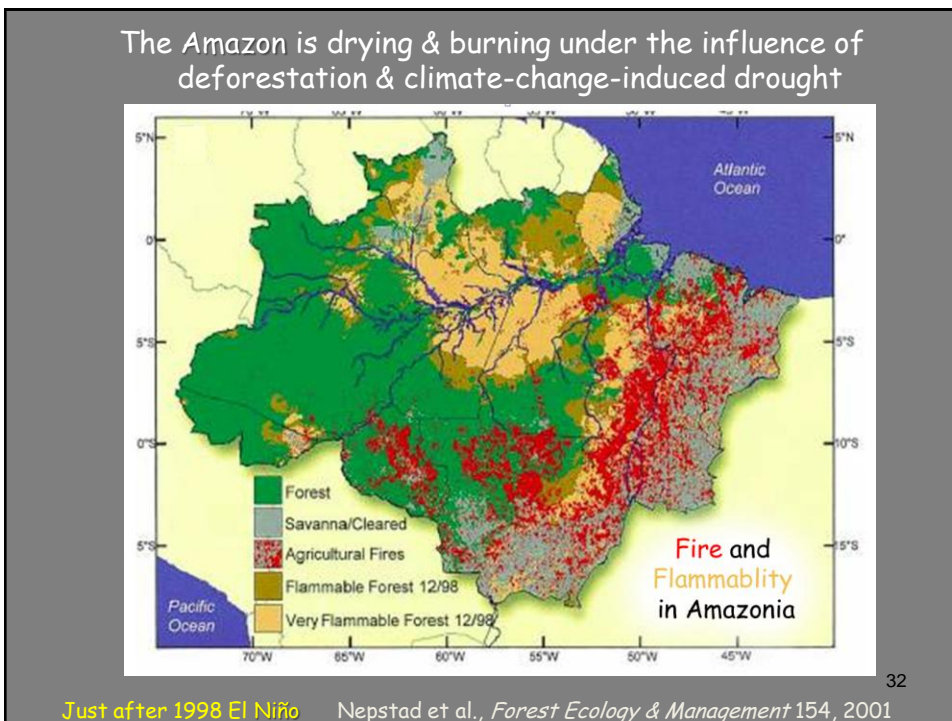 The Amazon is drying & burning under the influence of
deforestation & climate-change-induced drought
5°N
5°N
Atlantic
Ocean
0°
0°
5°S
5°S
0°S
10°S
Forest
Savanna/Cleared
Agricultural Fires
5°S
15°S
Flammable Forest 12/98
Very Flammable Forest 12/98
Fire and
Flammablity
in Amazonia
Pacific
Ocean
70°W 65°W 60°W 55°W 50°W 45°W
32
Just after 1998 El Niño Nepstad et al., Forest Ecology & Management 154, 2001